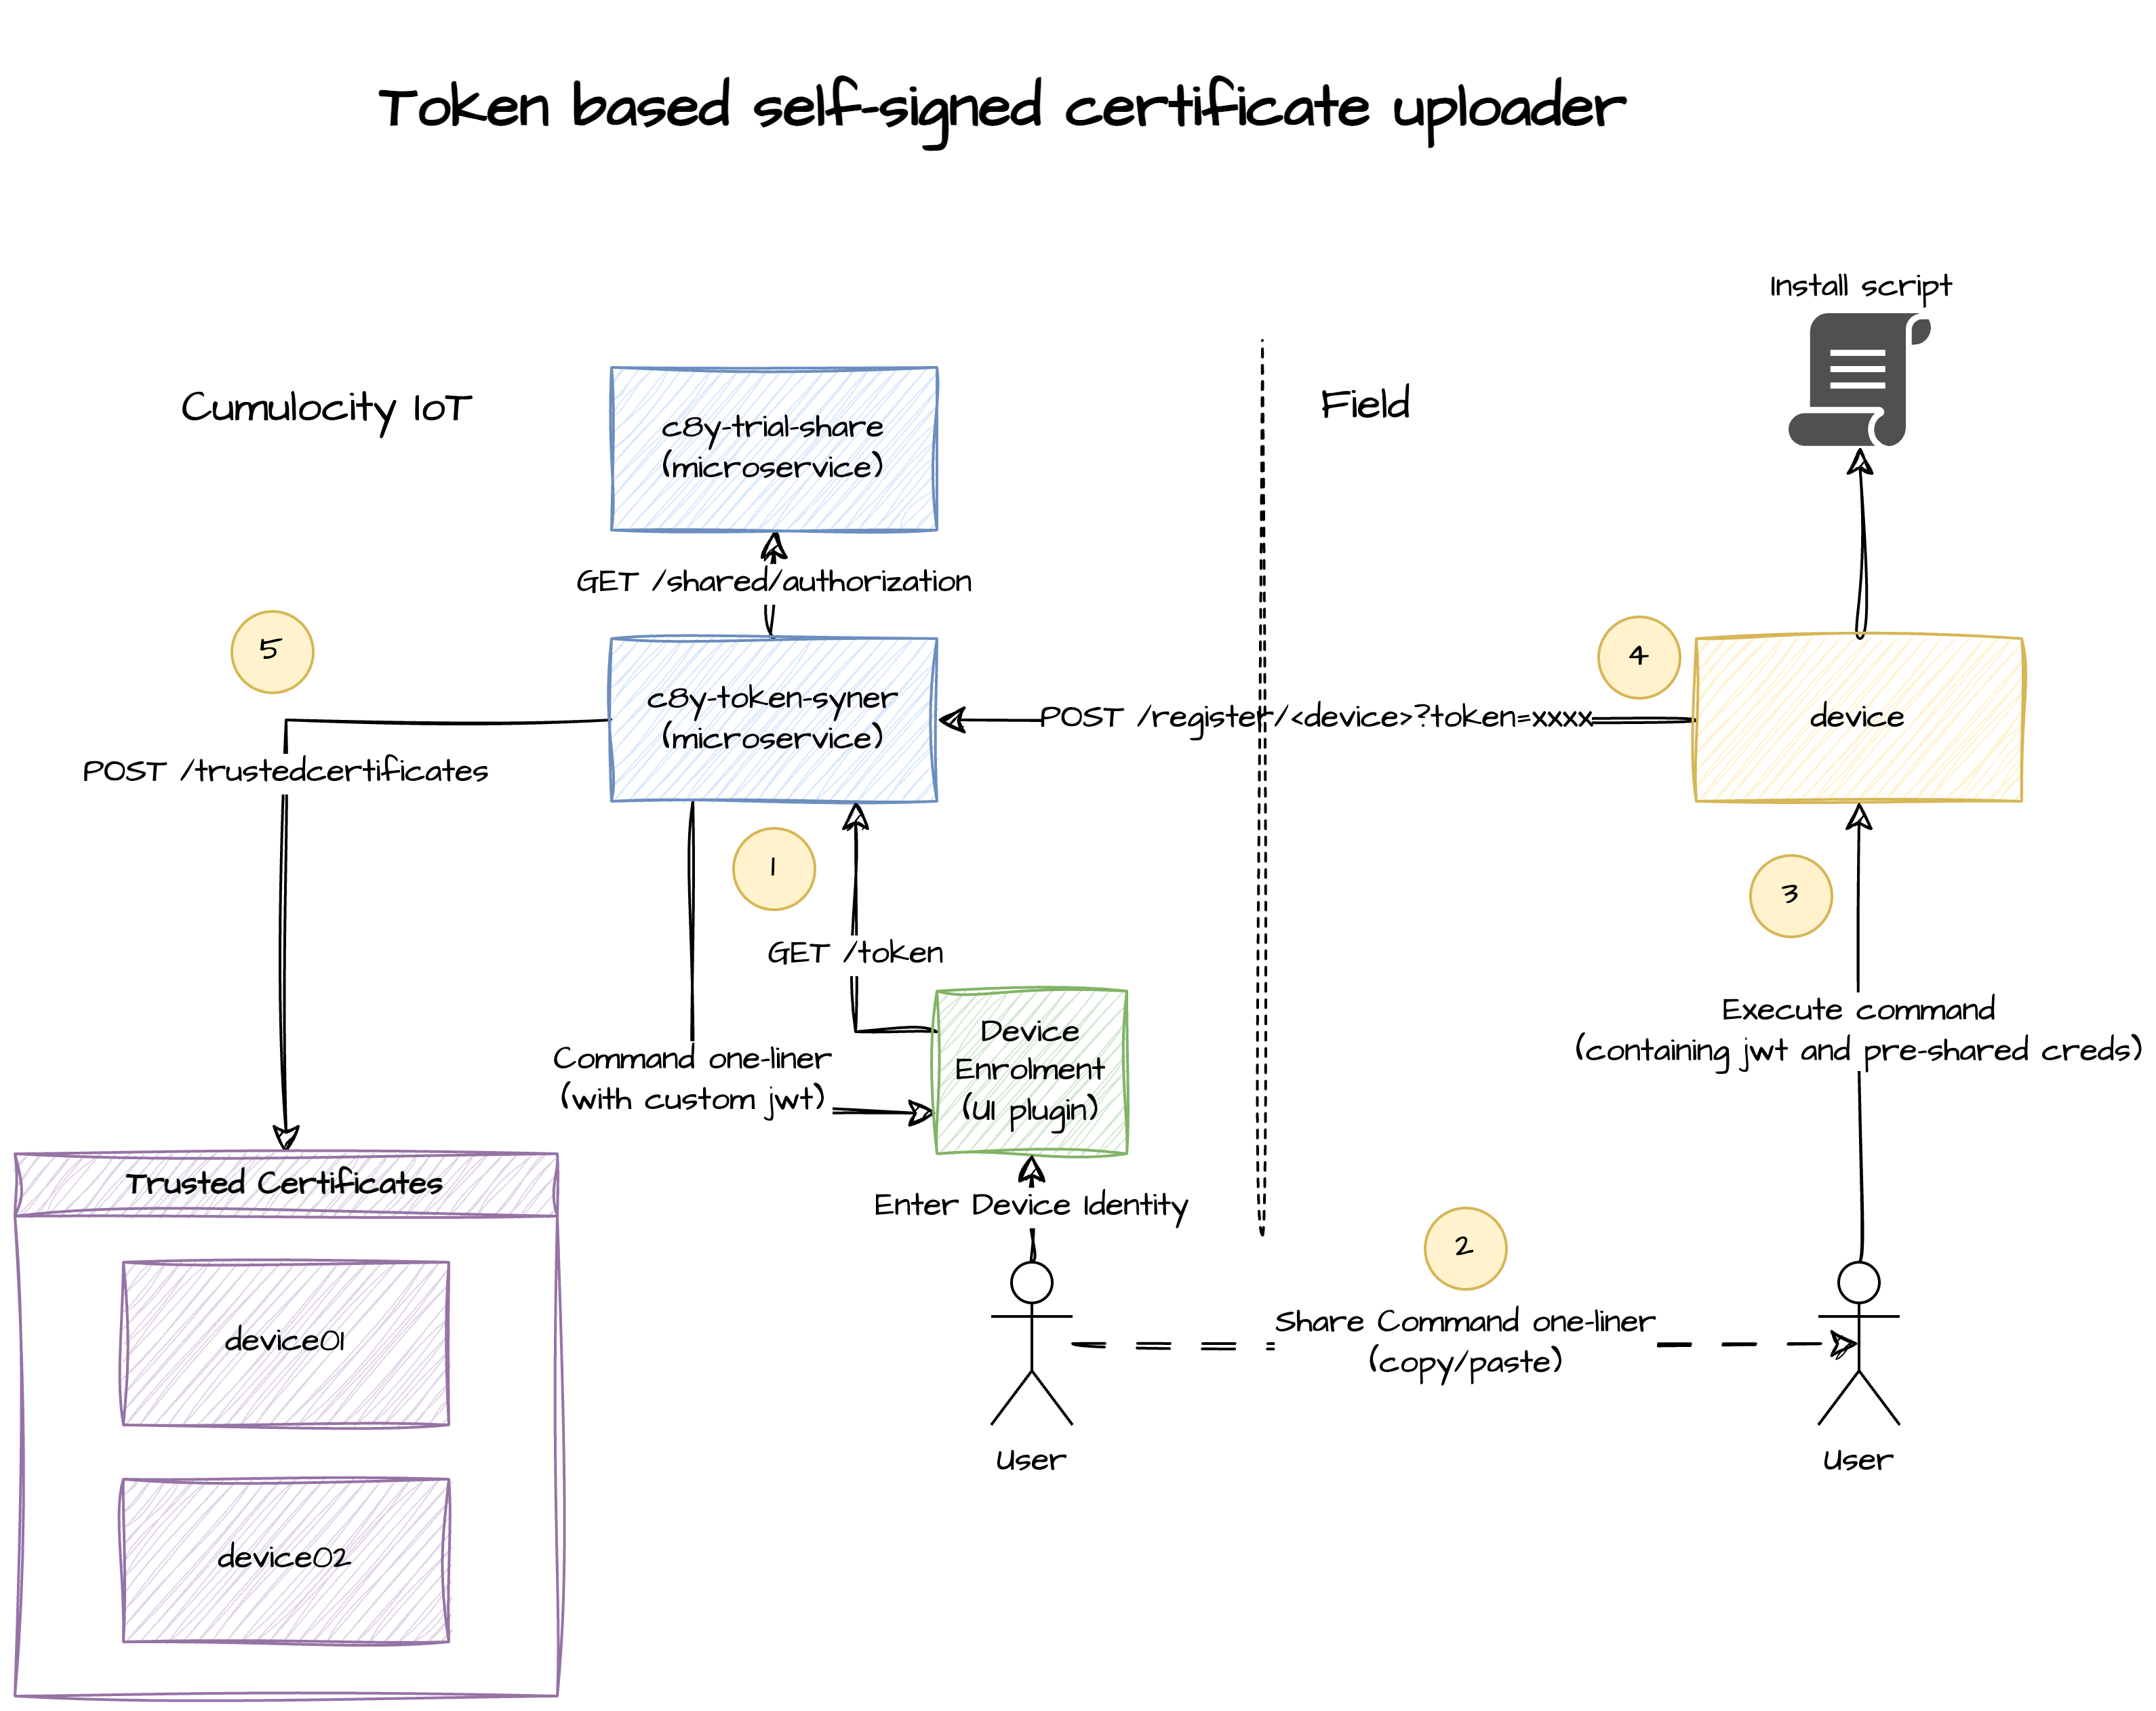 Token based self-signed certificate uploader
Install script
Cumulocity IoT
Field
c8y-trial-share
(microservice)
GET /shared/authorization
5
4
c8y-token-syner
(microservice)
POST /register/<device>?token=xxxx
device
POST /trustedcertificates
1
3
GET /token
Execute command
(containing jwt and pre-shared creds)
Device
Enrolment
(UI plugin)
Command one-liner
(with custom jwt)
Trusted Certificates
Enter Device Identity
2
Share Command one-liner
(copy/paste)
device01
User
User
device02